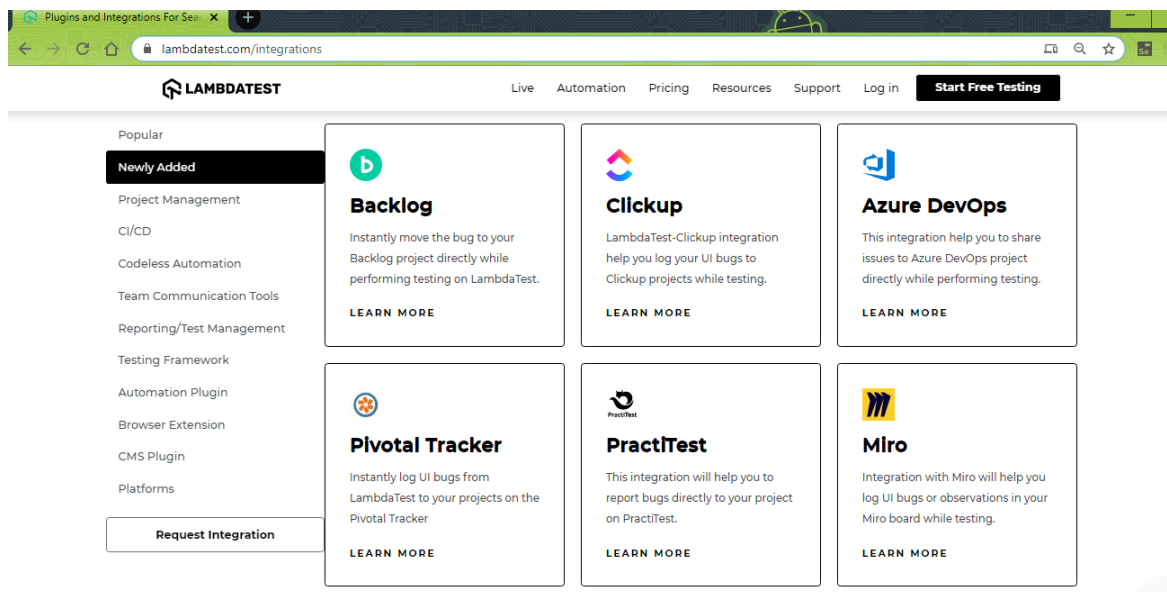 Plugins and Integrations For Sea
lambdatest.com/integrations
Se
LAMBDATEST
Live Automation Pricing Resources Support Log in Start Free Testing
Popular
Newly Added
Project Management
CI/CD
Codeless Automation
Team Communication Tools
Reporting/Test Management
Testing Framework
Automation Plugin
Browser Extension
CMS Plugin
Platforms
Request Integration
Backlog
Instantly move the bug to your
Backlog project directly while
performing testing on LambdaTest.
LEARN MORE
Clickup
LambdaTest-Clickup integration
help you log your UI bugs to
Clickup projects while testing.
LEARN MORE
Azure DevOps
This integration help you to share
issues to Azure DevOps project
directly while performing testing.
LEARN MORE
Pivotal Tracker
Instantly log UI bugs from
LambdaTest to your projects on the
Pivotal Tracker
LEARN MORE
PractiTest
PractiTest
This integration will help you to
report bugs directly to your project
on PractiTest.
LEARN MORE
Miro
Integration with Miro will help you
log UI bugs or observations in your
Miro board while testing.
LEARN MORE